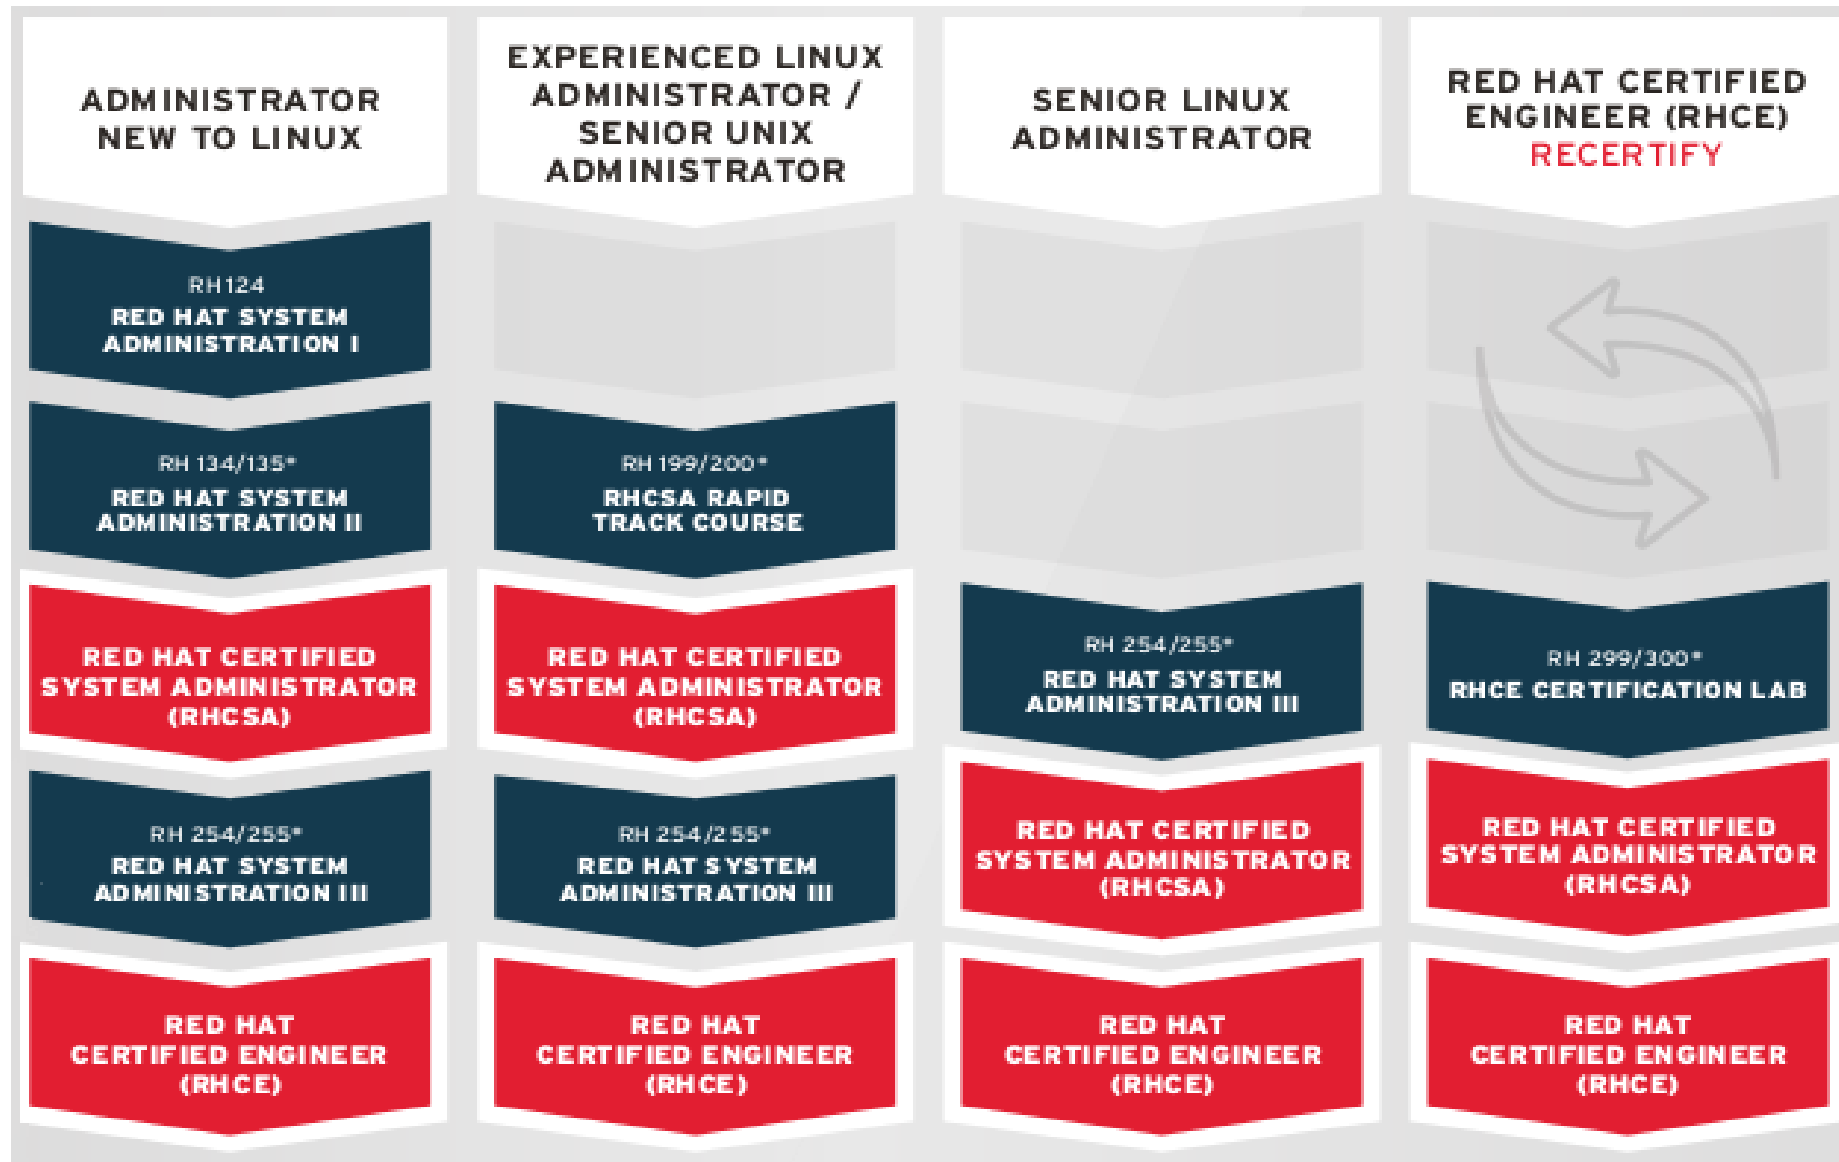 ADMINISTRATOR
NEW TO LINUX
RH124
RED HAT SYSTEM
ADMINISTRATION I
RH 134/135*
RED HAT SYSTEM
ADMINISTRATION II
RED HAT CERTIFIED
SYSTEM ADMINISTRATOR
(RHCSA)
RH 254/255*
RED HAT SYSTEM
ADMINISTRATION III
RED HAT
CERTIFIED ENGINEER
(RHCE)
EXPERIENCED LINUX
ADMINISTRATOR /
SENIOR UNIX
ADMINISTRATOR
RH 199/200*
RHCSA RAPID
TRACK COURSE
RED HAT CERTIFIED
SYSTEM ADMINISTRATOR
(RHCSA)
RH 254/255*
RED HAT SYSTEM
ADMINISTRATION III
RED HAT
CERTIFIED ENGINEER
(RHCE)
SENIOR LINUX
ADMINISTRATOR
RH 254/255*
RED HAT SYSTEM
ADMINISTRATION III
RED HAT CERTIFIED
SYSTEM ADMINISTRATOR
(RHCSA)
RED HAT
CERTIFIED ENGINEER
(RHCE)
RED HAT CERTIFIED
ENGINEER (RHCE)
RECERTIFY
RH 299/300*
RHCE CERTIFICATION LAB
RED HAT CERTIFIED
SYSTEM ADMINISTRATOR
(RHCSA)
RED HAT
CERTIFIED ENGINEER
(RHCE)